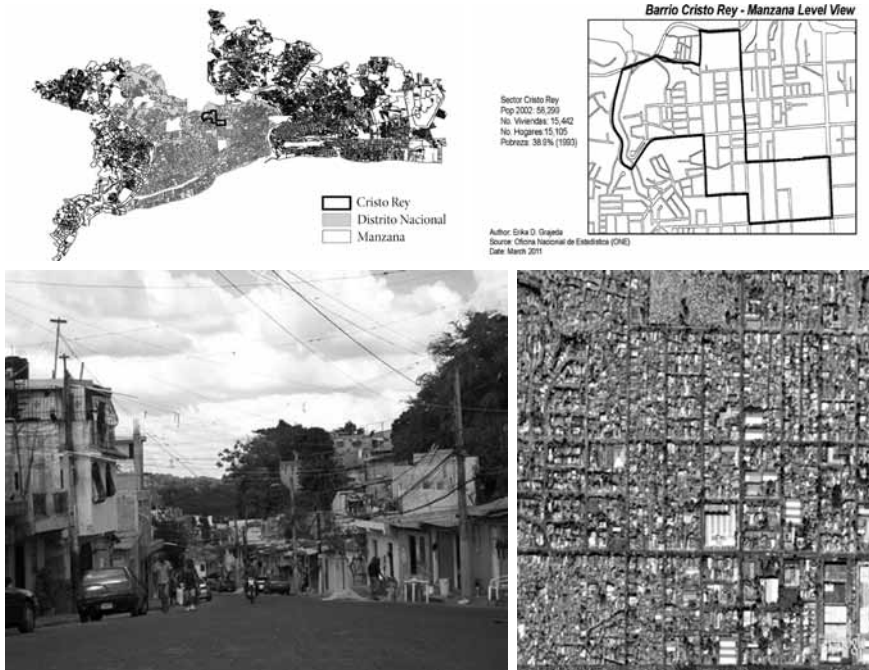 Barrio Cristo Rey - Manzana Level View
Sector Cristo Rey
Pop 2002: 58,299
No. Viviendas: 15,442
No. Hogares:15,105
Pobreza: 38.9% (1993)
Cristo Rey
Distrito Nacional
Manzana
Author: Erika D. Grajeda
Source: Oficina Nacional de Estadística (ONE)
Date: March 2011